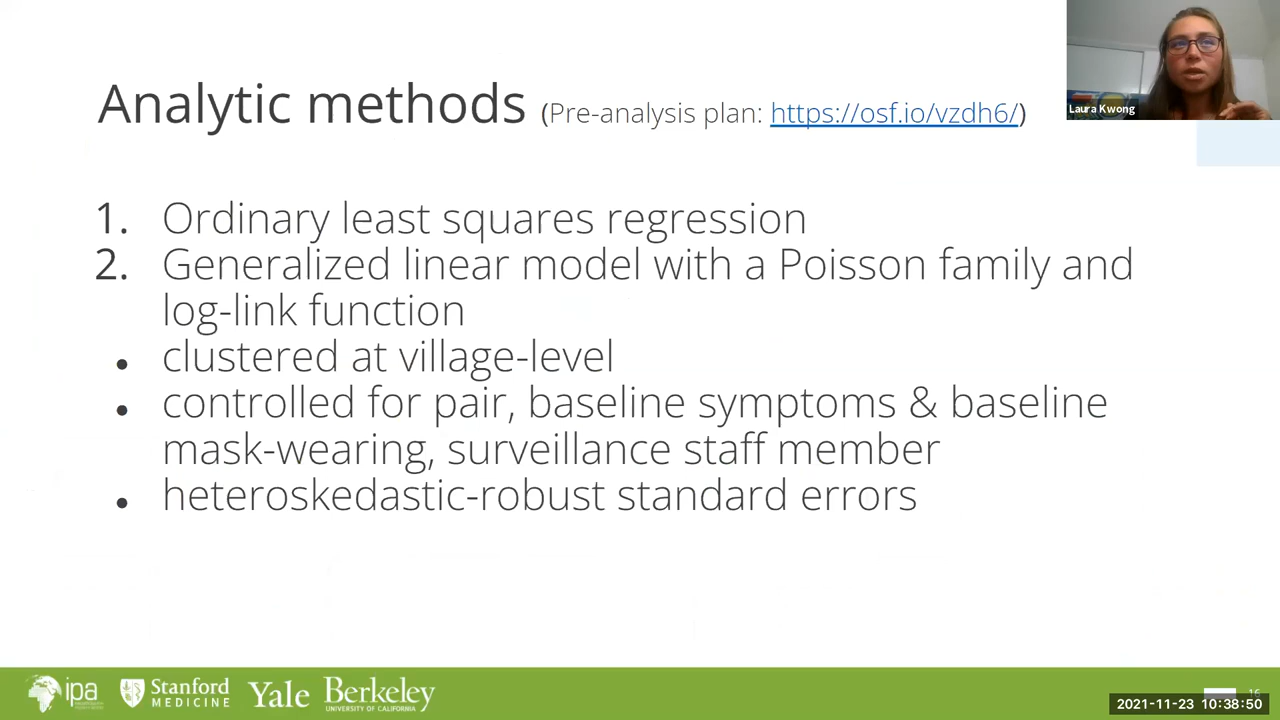 Analytic methods (Pre-analysis plan: https://osf.io/vzdh6/)
Laura Kwong
1. Ordinary least squares regression
2. Generalized linear model with a Poisson family and
log-link function
• clustered at village-level
• controlled for pair, baseline symptoms & baseline
mask-wearing, surveillance staff member
• heteroskedastic-robust standard errors
ipa
Stanford
MEDICINE
Yale
Berkeley
UNIVERSITY OF CALIFORNIA
16
2021-11-23 10:38:50